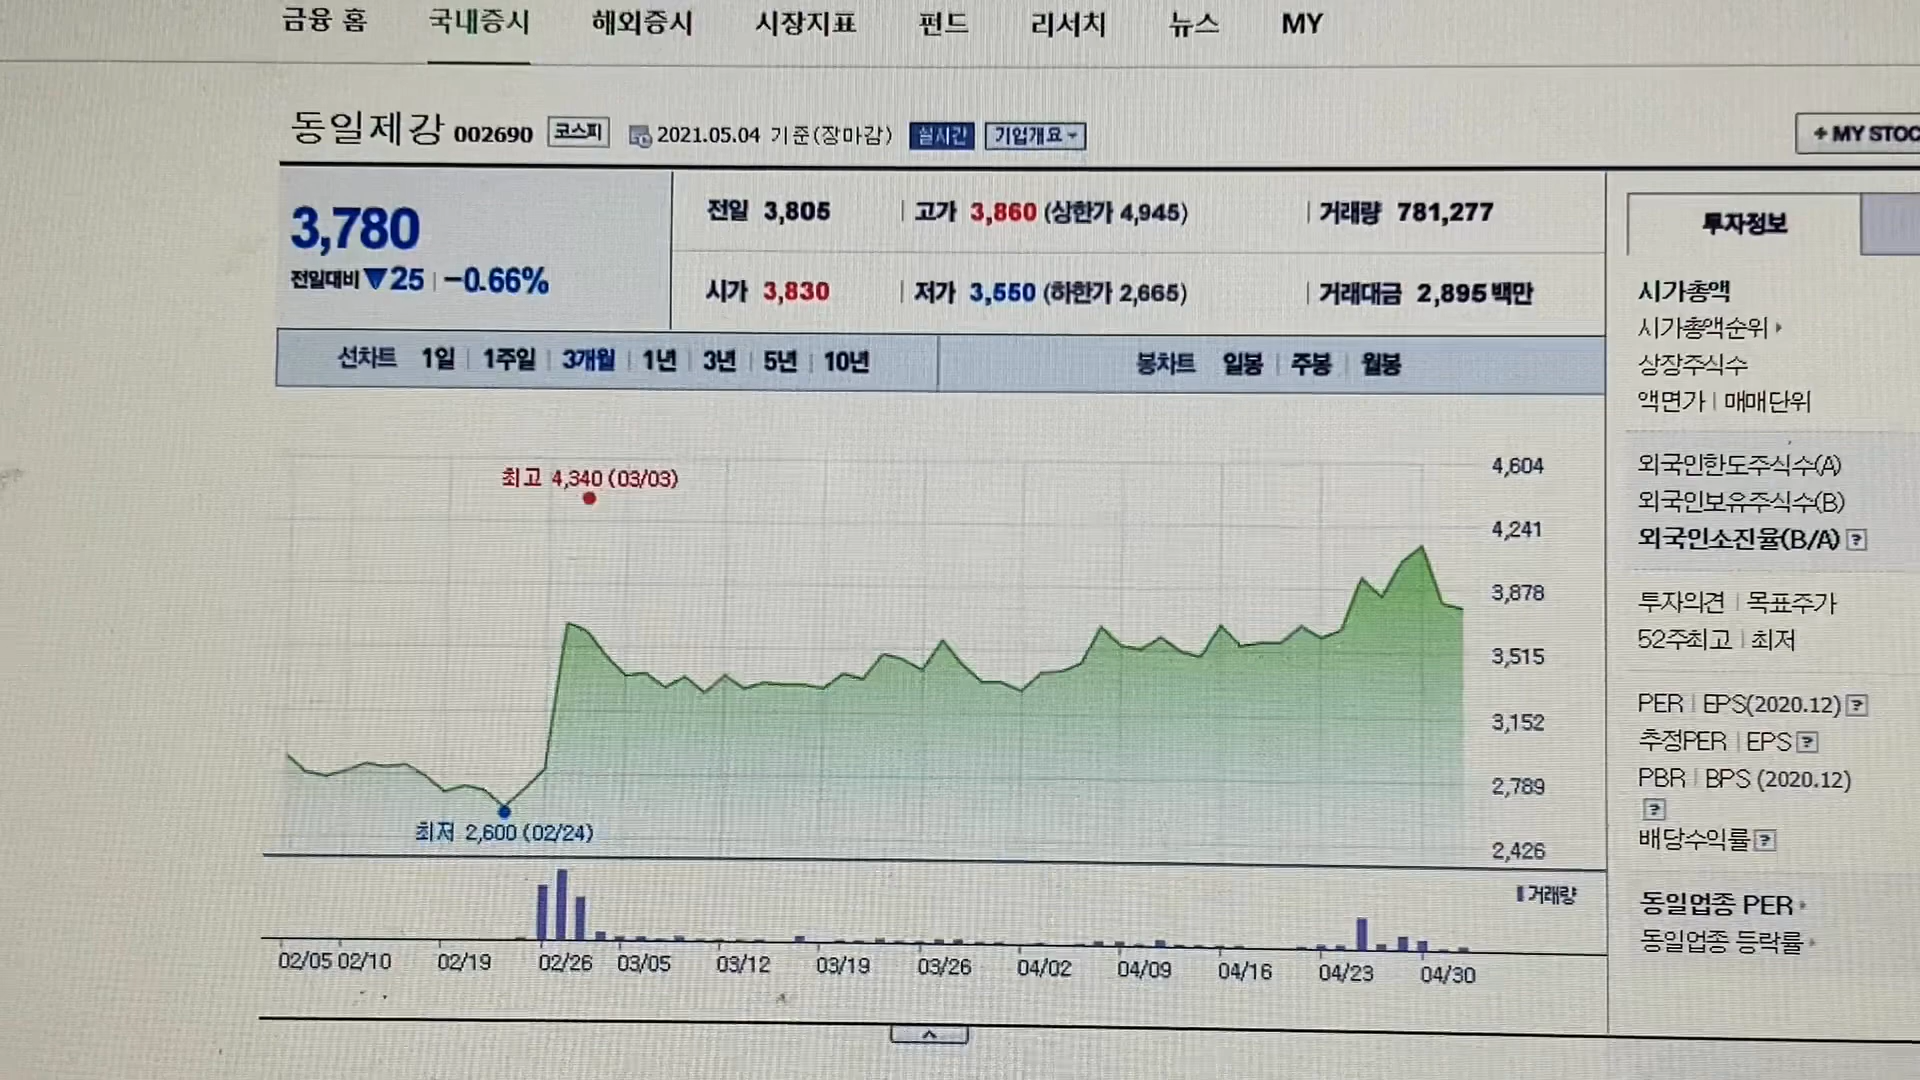 금융 홈 국내증시 해외증시 시장지표 펀드 리서치 뉴스 MY
동일제강 002690 코스피 2021.05.04 기준(장마감) 실시간 기업개요
+ MY STOC
3,780
전일대비 ▼25 | -0.66%
전일 3,805 | 고가 3,860 (상한가 4,945) | 거래량 781,277
시가 3,830 | 저가 3,550 (하한가 2,665) | 거래대금 2,895 백만
선차트 1일 | 1주일 | 3개월 | 1년 | 3년 | 5년 | 10년
봉차트 일봉 | 주봉 | 월봉
최고 4,340 (03/03)
최저 2,600 (02/24)
4,604
4,241
3,878
3,515
3,152
2,789
2,426
거래량
02/05 02/10 02/19 02/26 03/05 03/12 03/19 03/26 04/02 04/09 04/16 04/23 04/30
투자정보
시가총액
시가총액순위
상장주식수
액면가 | 매매단위
외국인한도주식수(A)
외국인보유주식수(B)
외국인소진율(B/A) ?
투자의견 | 목표주가
52주최고 | 최저
PER | EPS(2020.12) ?
추정PER | EPS ?
PBR | BPS (2020.12)
?
배당수익률 ?
동일업종 PER
동일업종 등락률